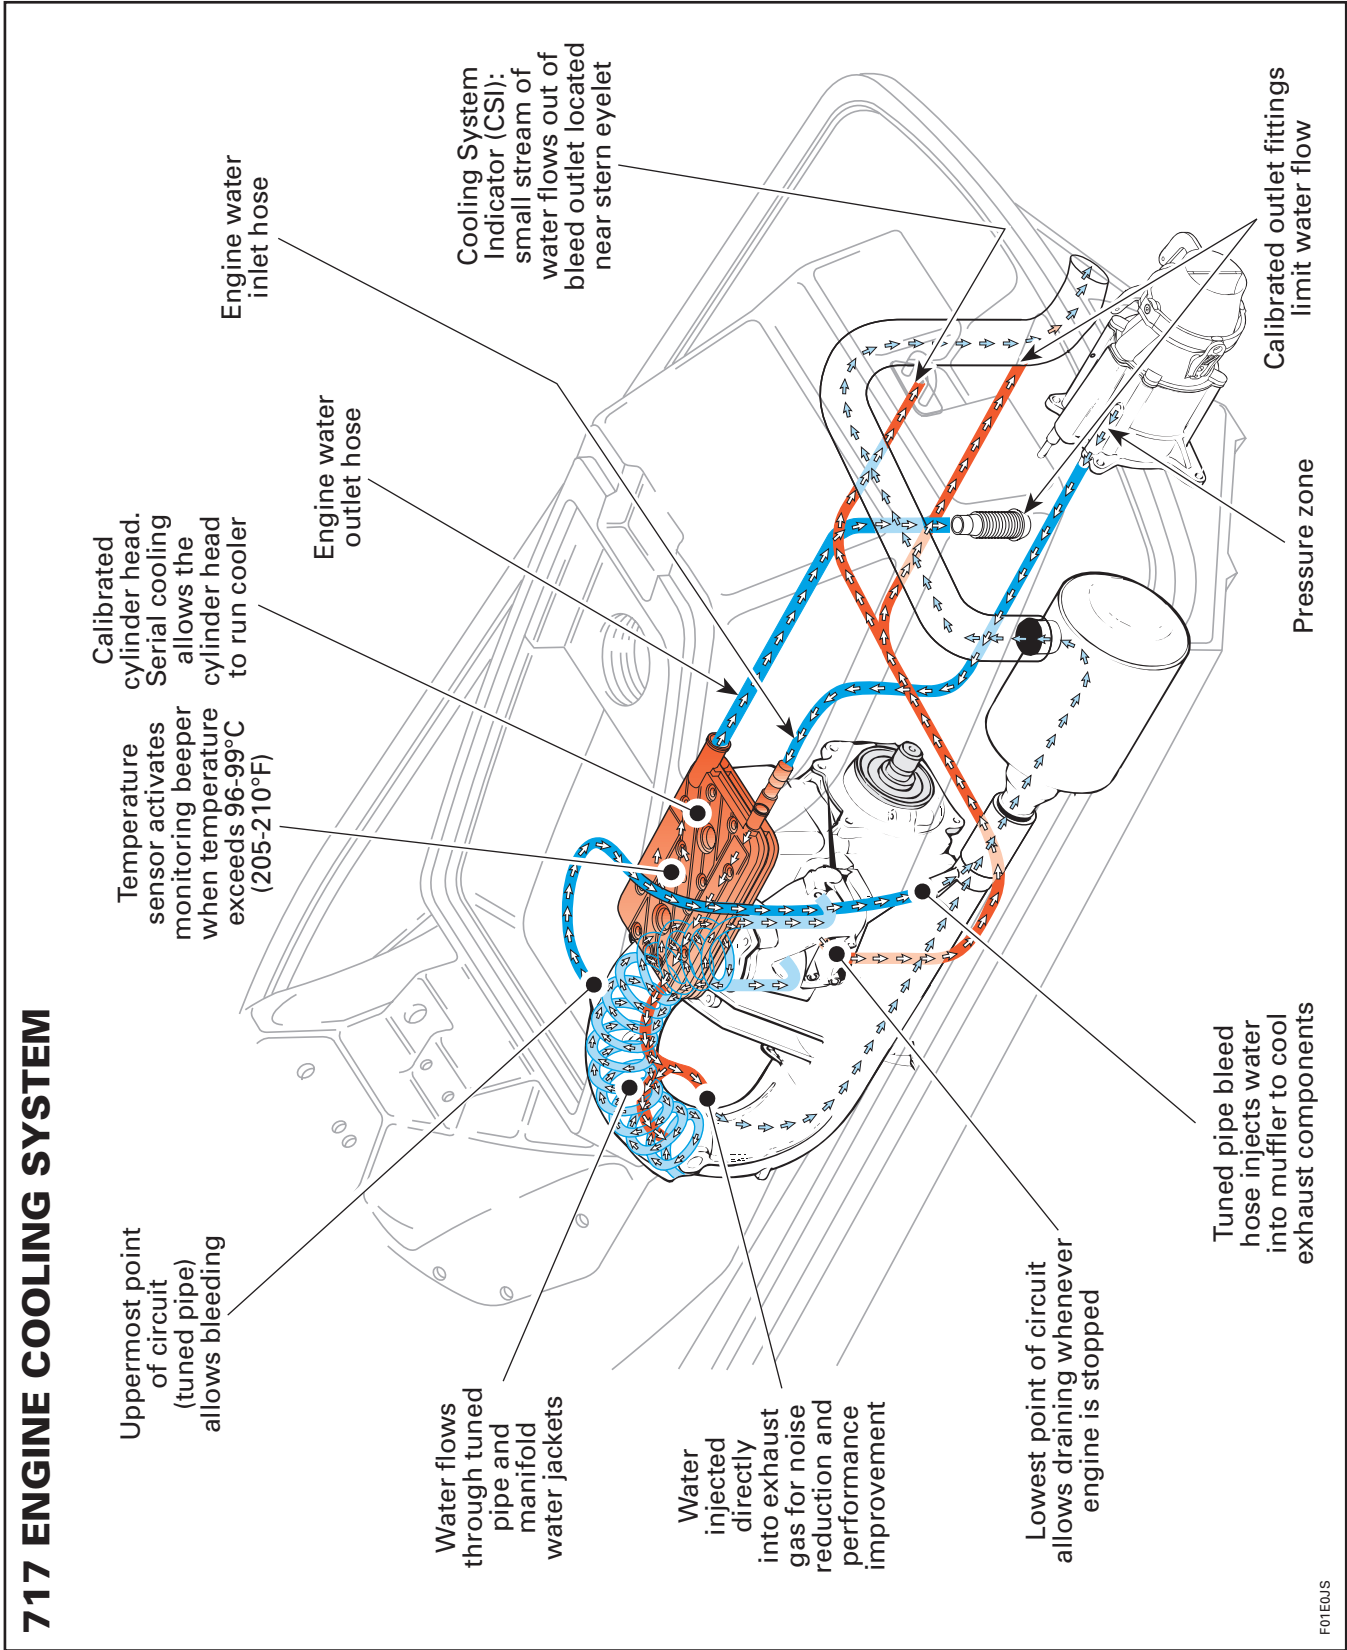 717 ENGINE COOLING SYSTEM
Uppermost point
of circuit
(tuned pipe)
allows bleeding
Temperature
sensor activates
monitoring beeper
when temperature
exceeds 96-99°C
(205-210°F)
Calibrated
cylinder head.
Serial cooling
allows the
cylinder head
to run cooler
Engine water
outlet hose
Engine water
inlet hose
Cooling System
Indicator (CSI):
small stream of
water flows out of
bleed outlet located
near stern eyelet
Water flows
through tuned
pipe and
manifold
water jackets
Water
injected
directly
into exhaust
gas for noise
reduction and
performance
improvement
Lowest point of circuit
allows draining whenever
engine is stopped
Tuned pipe bleed
hose injects water
into muffler to cool
exhaust components
Pressure zone
Calibrated outlet fittings
limit water flow
F01E0JS